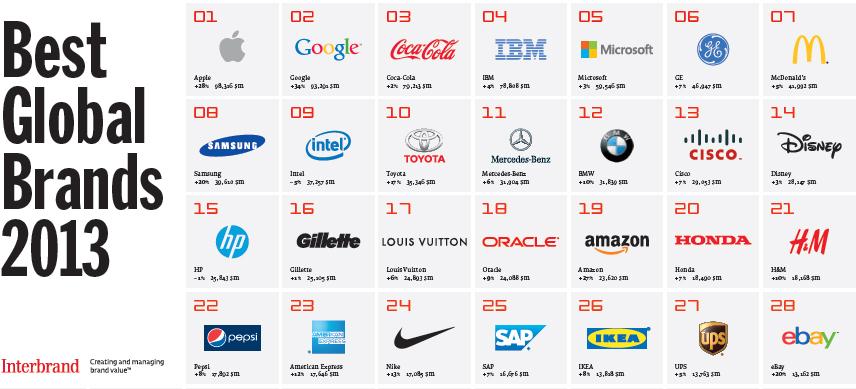 Best
Global
Brands
2013
Interbrand
Creating and managing
brand value™
01
Apple
+28% 98,316 $m
02
Google
Google
+34% 93,291 $m
03
Coca-Cola
Coca-Cola
+2% 79,213 $m
04
IBM
IBM
+4% 78,808 $m
05
Microsoft
Microsoft
+3% 59,546 $m
06
GE
GE
+7% 46,947 $m
07
McDonald's
+5% 41,992 $m
08
SAMSUNG
Samsung
+20% 39,610 $m
09
intel
Intel
-5% 37,257 $m
10
TOYOTA
Toyota
+17% 35,346 $m
11
Mercedes-Benz
Mercedes-Benz
+6% 31,904 $m
12
BMW
BMW
+10% 31,839 $m
13
CISCO
Cisco
+7% 29,053 $m
14
Disney
Disney
+3% 28,147 $m
15
hp
HP
-1% 25,843 $m
16
Gillette
Gillette
+1% 25,105 $m
17
LOUIS VUITTON
Louis Vuitton
+6% 24,893 $m
18
ORACLE
Oracle
+9% 24,088 $m
19
amazon
Amazon
+27% 23,620 $m
20
HONDA
Honda
+7% 18,490 $m
21
H&M
H&M
+10% 18,168 $m
22
pepsi
Pepsi
+8% 17,892 $m
23
AMERICAN
EXPRESS
American Express
+12% 17,646 $m
24
Nike
+13% 17,085 $m
25
SAP
SAP
+7% 16,676 $m
26
IKEA
IKEA
+8% 13,818 $m
27
ups
UPS
+5% 13,763 $m
28
ebay
eBay
+20% 13,162 $m